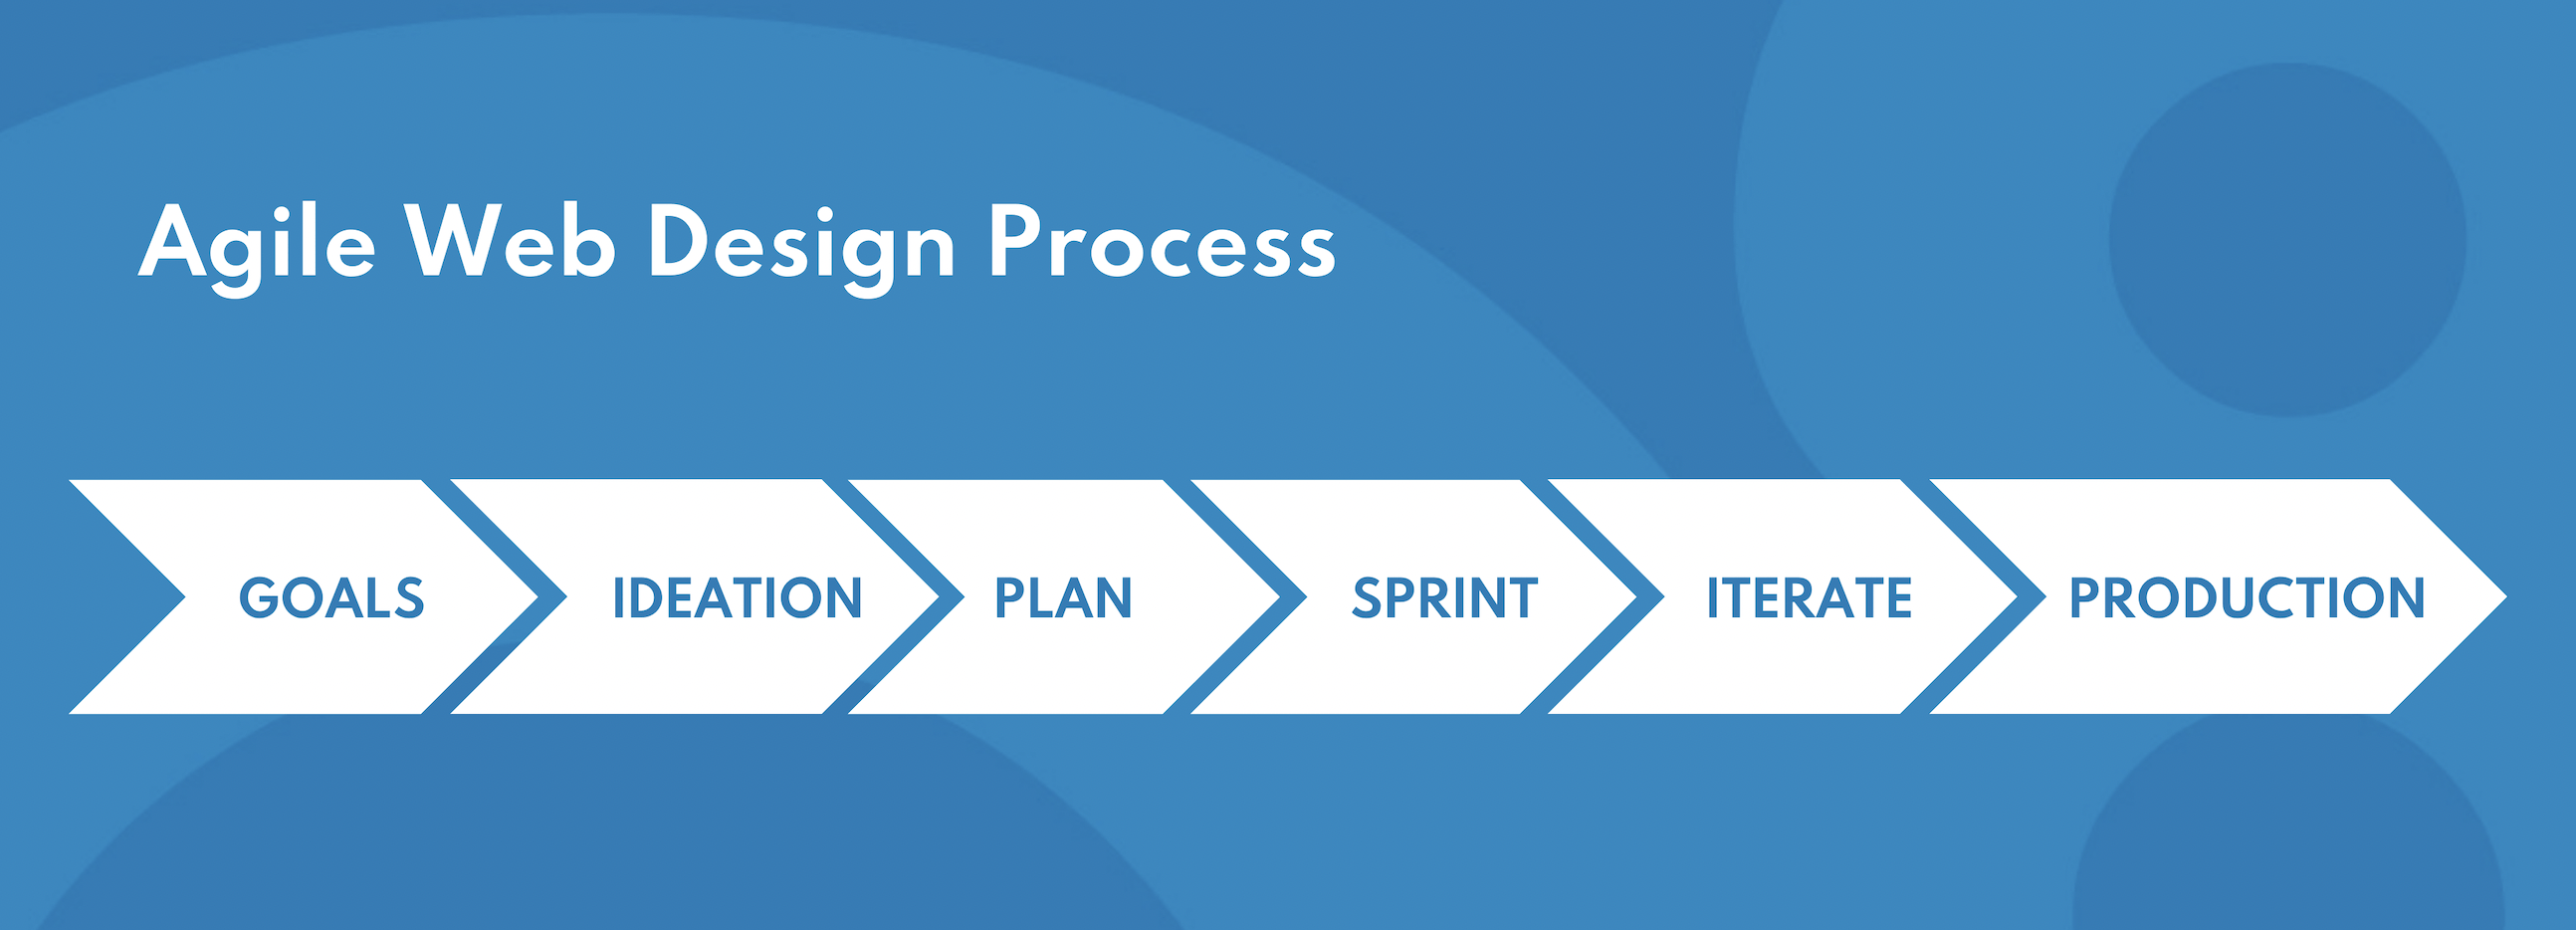 Agile Web Design Process
GOALS IDEATION PLAN SPRINT ITERATE PRODUCTION